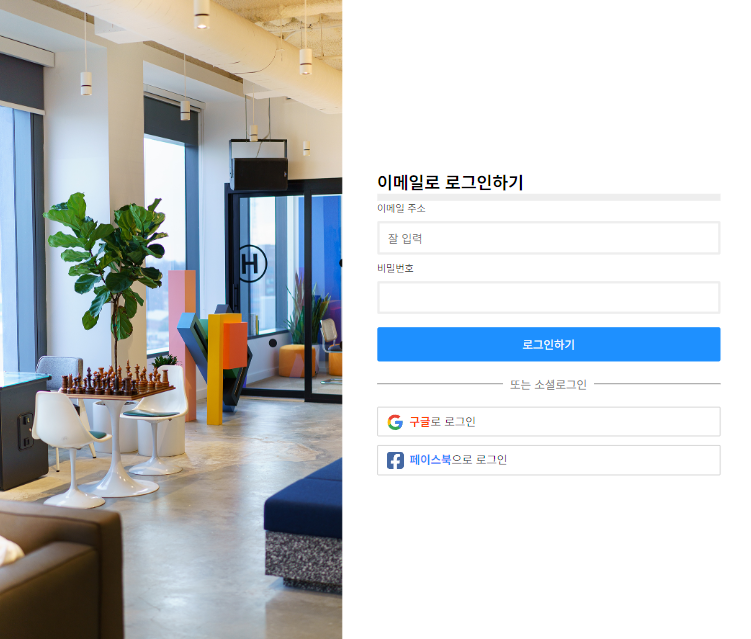 H
이메일로 로그인하기
이메일 주소
잘 입력
비밀번호
로그인하기
또는 소셜로그인
구글로 로그인
페이스북으로 로그인